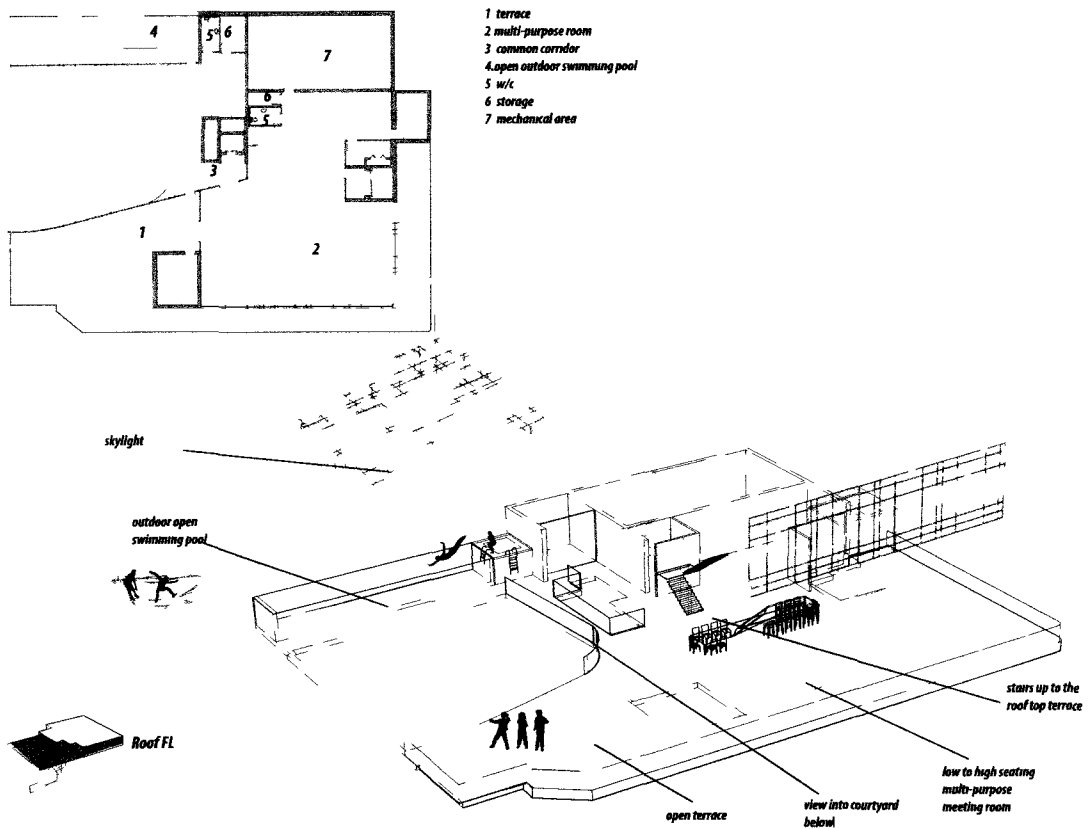 4
5
6
7
6
5
3
1
2
1 terrace
2 multi-purpose room
3 common corridor
4.open outdoor swimming pool
5 w/c
6 storage
7 mechanical area
skylight
outdoor open
swimming pool
Roof FL
stairs up to the
roof top terrace
low to high seating
multi-purpose
meeting room
view into courtyard
below
open terrace